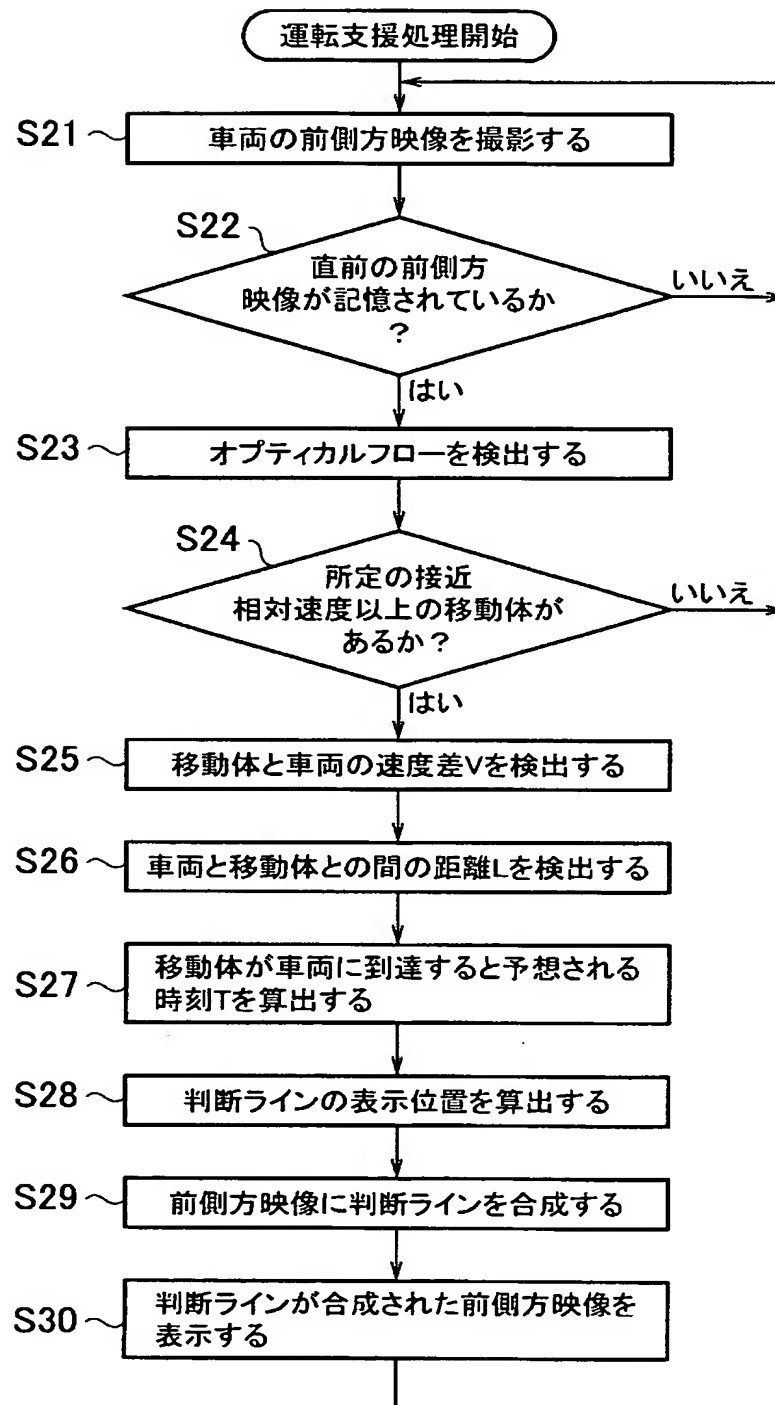 運転支援処理開始
S21
車両の前側方映像を撮影する
S22
直前の前側方
映像が記憶されているか
?
いいえ
はい
S23
オプティカルフローを検出する
S24
所定の接近
相対速度以上の移動体が
あるか?
いいえ
はい
S25
移動体と車両の速度差Vを検出する
S26
車両と移動体との間の距離Lを検出する
S27
移動体が車両に到達すると予想される
時刻Tを算出する
S28
判断ラインの表示位置を算出する
S29
前側方映像に判断ラインを合成する
S30
判断ラインが合成された前側方映像を
表示する